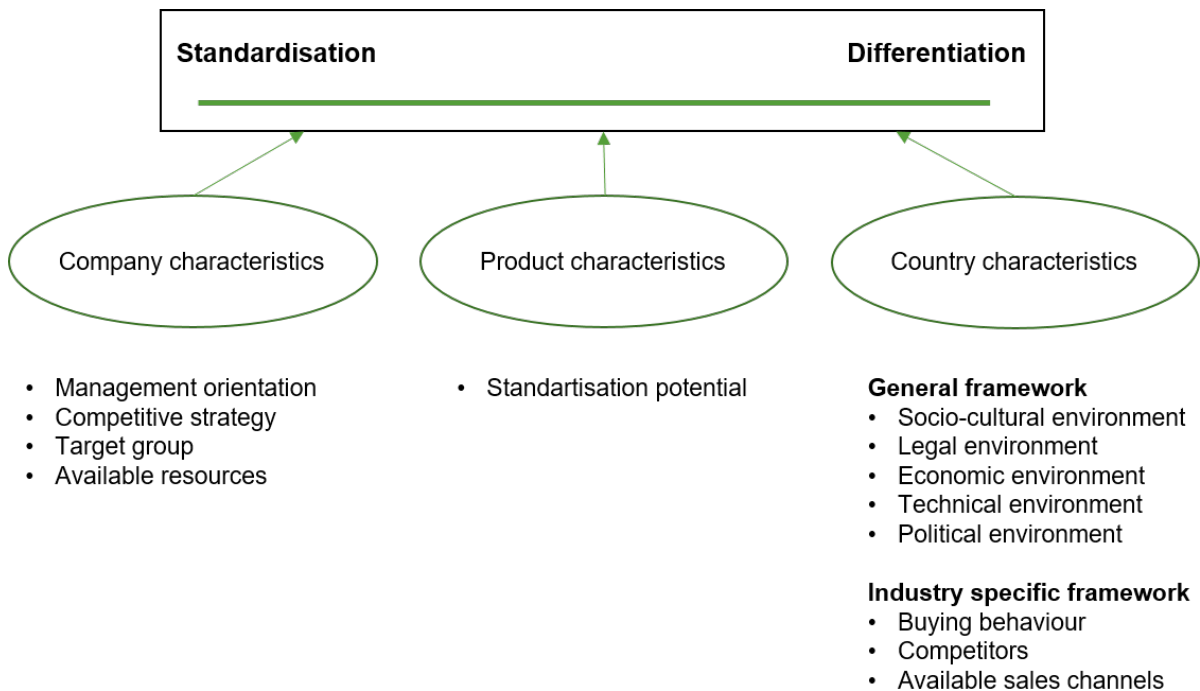 Standardisation
Differentiation
Company characteristics
Product characteristics
Country characteristics
• Management orientation
• Competitive strategy
• Target group
• Available resources
• Standartisation potential
General framework
• Socio-cultural environment
• Legal environment
• Economic environment
• Technical environment
• Political environment
Industry specific framework
• Buying behaviour
• Competitors
• Available sales channels